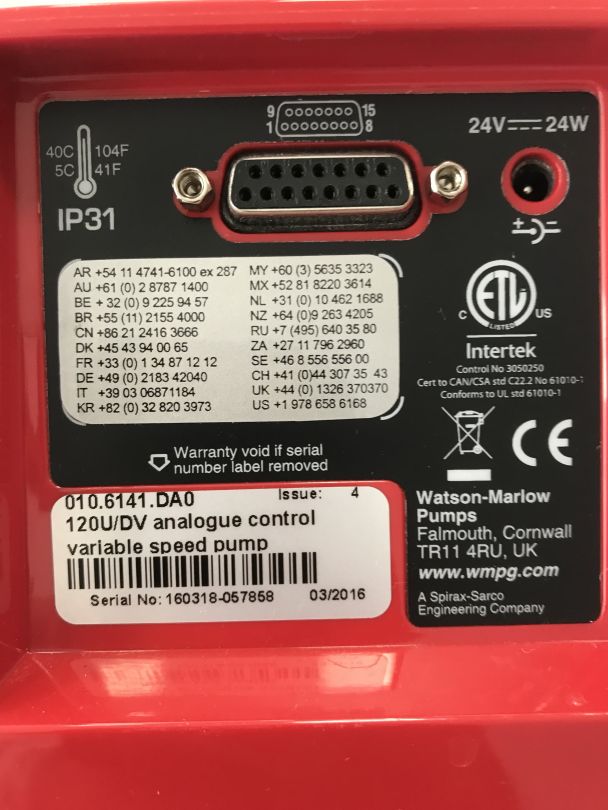 9 15
1 8
24V 24W
40C 104F
5C 41F
IP31
AR +54 11 4741-6100 ex 287
AU +61 (0) 2 8787 1400
BE + 32 (0) 9 225 94 57
BR +55 (11) 2155 4000
CN +86 21 2416 3666
DK +45 43 94 00 65
FR +33 (0) 1 34 87 12 12
DE +49 (0) 2183 42040
IT +39 03 06871184
KR +82 (0) 32 820 3973
MY +60 (3) 5635 3323
MX +52 81 8220 3614
NL +31 (0) 10 462 1688
NZ +64 (0)9 263 4205
RU +7 (495) 640 35 80
ZA +27 11 796 2960
SE +46 8 556 556 00
CH +41 (0)44 307 35 43
UK +44 (0) 1326 370370
US +1 978 658 6168
ETL
LISTED
C US
Intertek
Control No 3050250
Cert to CAN/CSA std C22.2 No 61010-1
Conforms to UL std 61010-1
CE
Warranty void if serial
number label removed
010.6141.DA0 Issue: 4
120U/DV analogue control
variable speed pump
Serial No: 160318-057858 03/2016
Watson-Marlow
Pumps
Falmouth, Cornwall
TR11 4RU, UK
www.wmpg.com
A Spirax-Sarco
Engineering Company